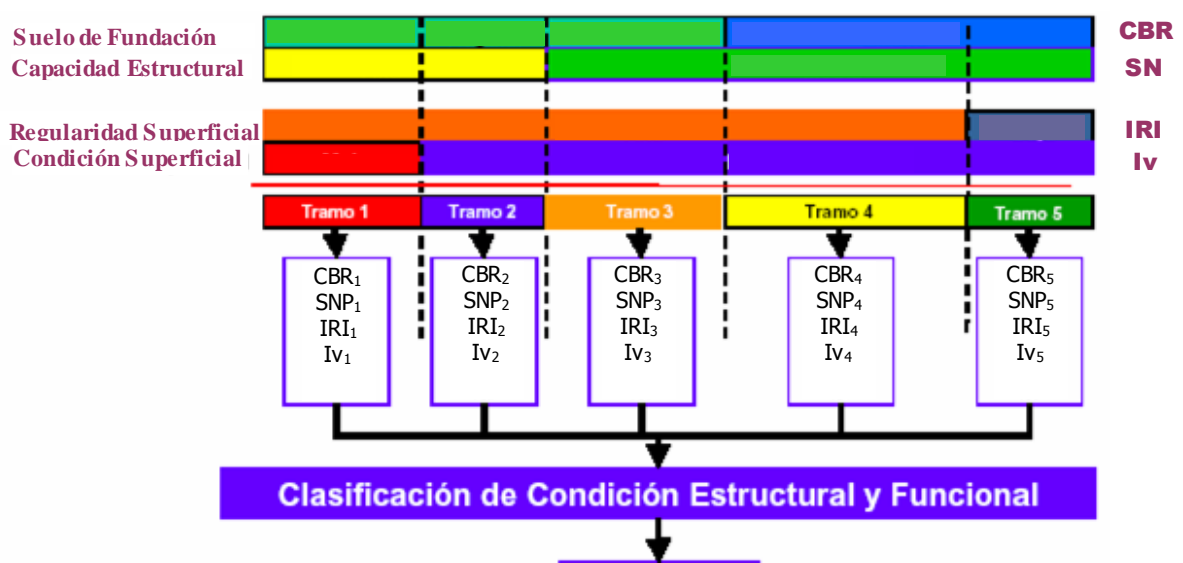 Suelo de Fundación CBR
Capacidad Estructural SN
Regularidad Superficial IRI
Condición Superficial Iv
Tramo 1 Tramo 2 Tramo 3 Tramo 4 Tramo 5
CBR₁ CBR₂ CBR₃ CBR₄ CBR₅
SNP₁ SNP₂ SNP₃ SNP₄ SNP₅
IRI₁ IRI₂ IRI₃ IRI₄ IRI₅
Iv₁ Iv₂ Iv₃ Iv₄ Iv₅
Clasificación de Condición Estructural y Funcional